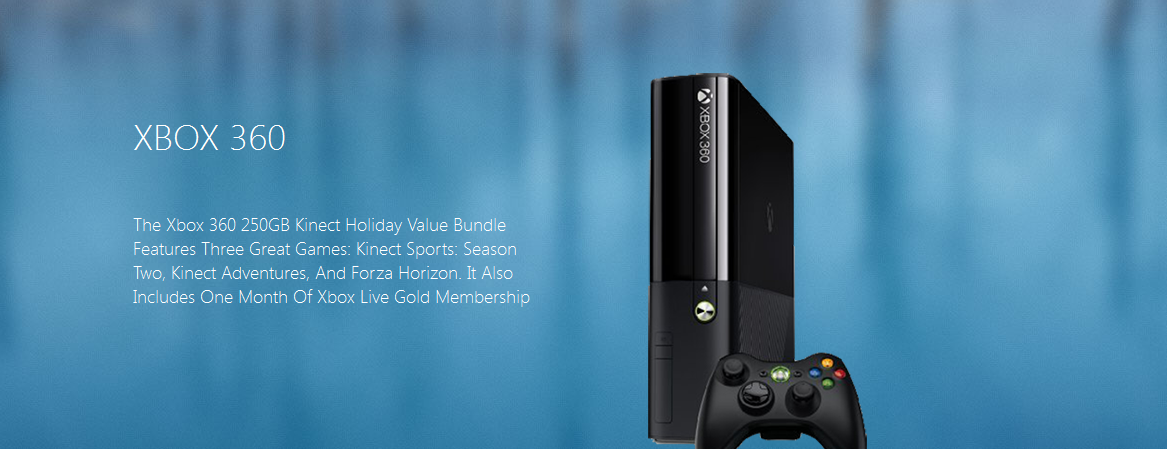 XBOX 360
The Xbox 360 250GB Kinect Holiday Value Bundle
Features Three Great Games: Kinect Sports: Season
Two, Kinect Adventures, And Forza Horizon. It Also
Includes One Month Of Xbox Live Gold Membership
XBOX 360